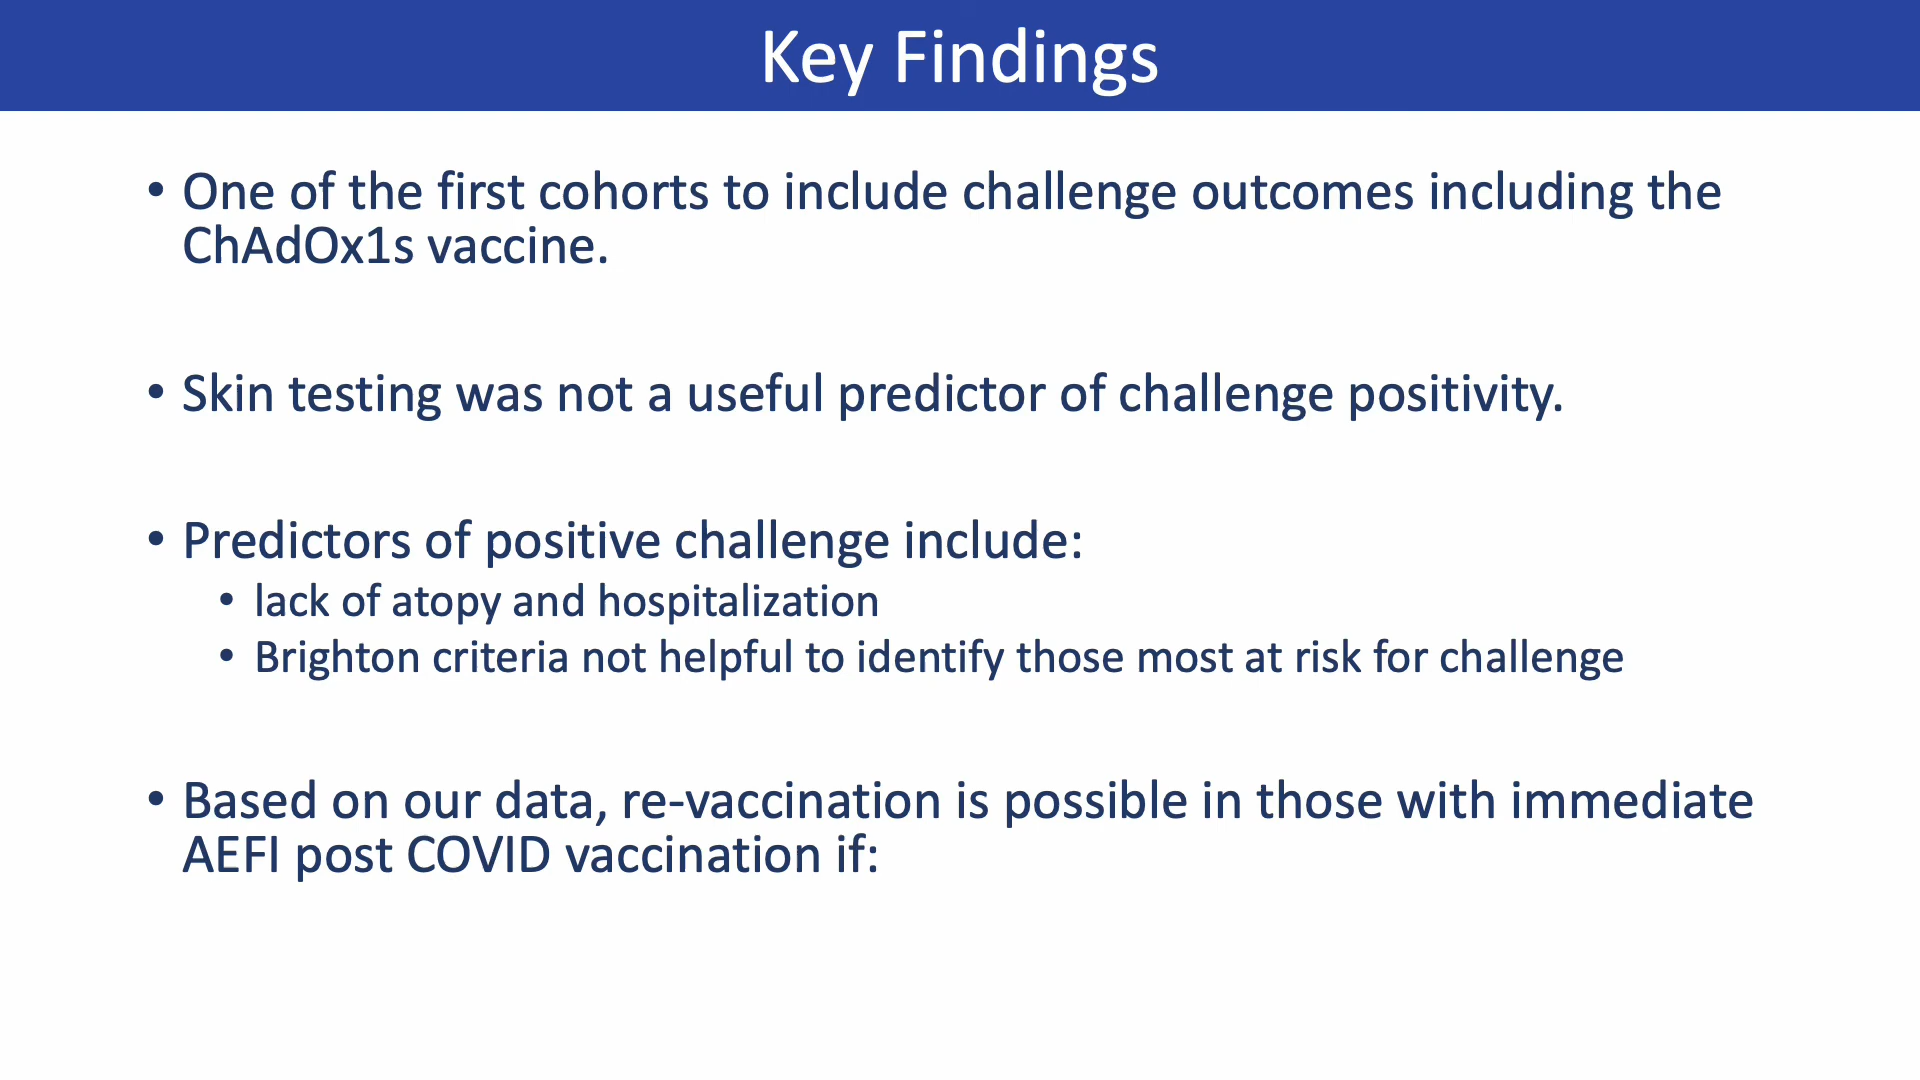 Key Findings
• One of the first cohorts to include challenge outcomes including the
ChAdOx1s vaccine.
• Skin testing was not a useful predictor of challenge positivity.
• Predictors of positive challenge include:
• lack of atopy and hospitalization
• Brighton criteria not helpful to identify those most at risk for challenge
• Based on our data, re-vaccination is possible in those with immediate
AEFI post COVID vaccination if: